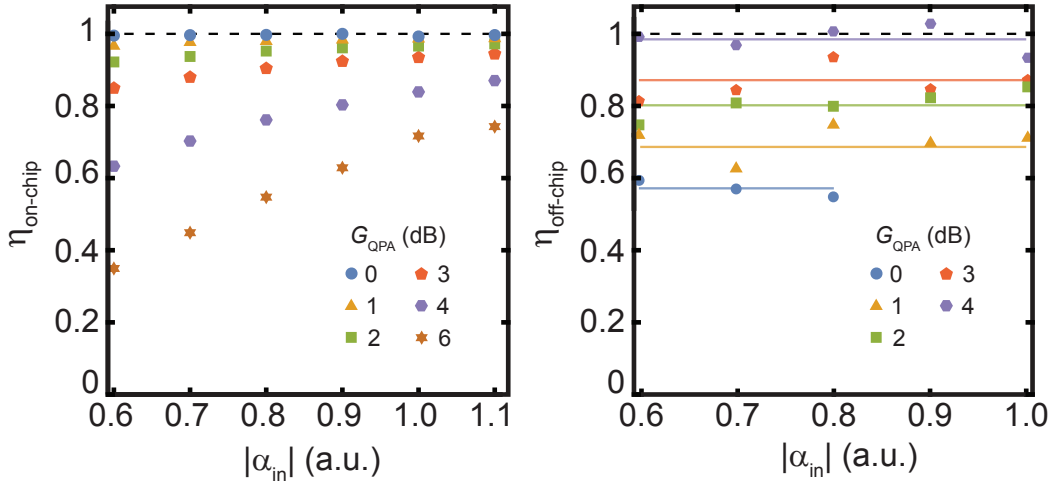 η_on-chip
1
0.8
0.6
0.4
0.2
0
G_QPA (dB)
0 3
1 4
2 6
0.6 0.7 0.8 0.9 1.0 1.1
|α_in| (a.u.)
η_off-chip
1
0.8
0.6
0.4
0.2
0
G_QPA (dB)
0 3
1 4
2
0.6 0.7 0.8 0.9 1.0
|α_in| (a.u.)